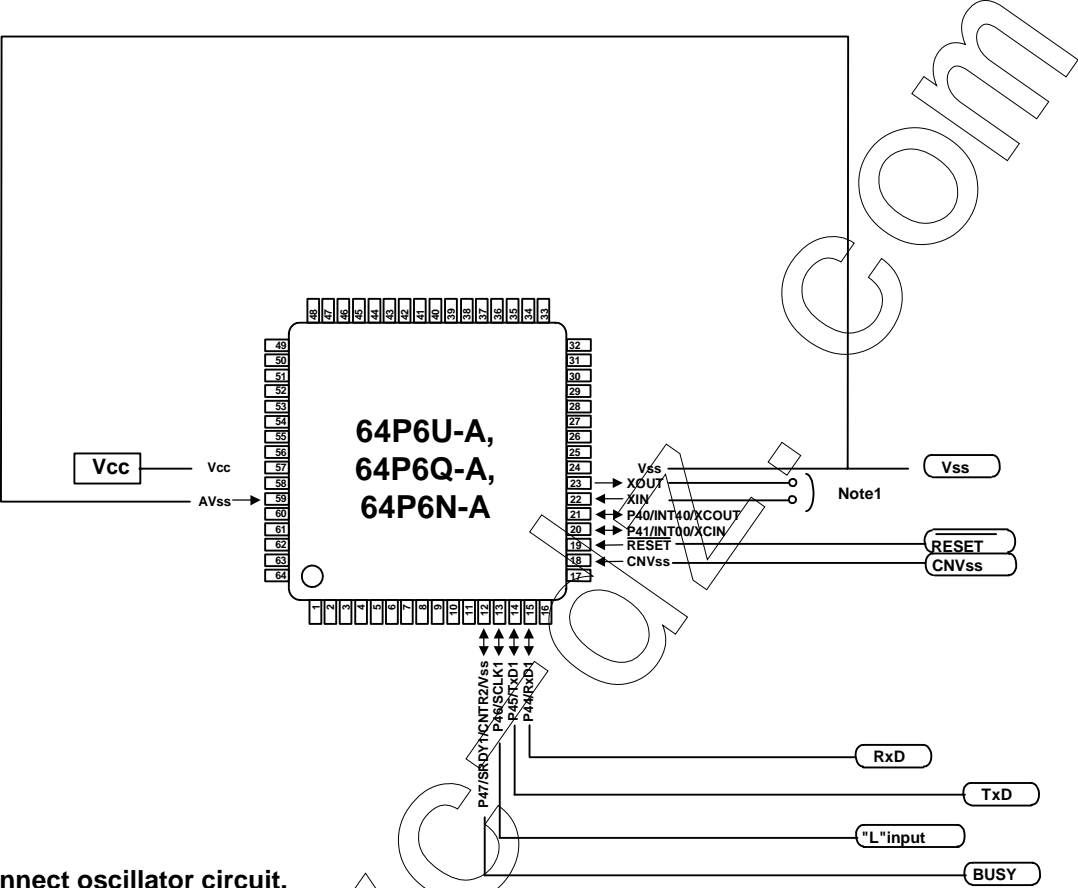 48 47 46 45 44 43 42 41 40 39 38 37 36 35 34 33
49
50
51
52
53
54
55
56
57
58
59
60
61
62
63
64
32
31
30
29
28
27
26
25
24
23
22
21
20
19
18
17
64P6U-A,
64P6Q-A,
64P6N-A
Vcc
Vcc
AVss
Vss
XOUT
XIN
P40/INT40/XCOUT
P41/INT00/XCIN
RESET
CNVss
Note1
Vss
RESET
CNVss
1 2 3 4 5 6 7 8 9 10 11 12 13 14 15 16
P47/SRDY1/CNTR2/Vss
P46/SCLK1
P45/TxD1
P44/RxD1
RxD
TxD
"L"input
BUSY
nnect oscillator circuit.
com